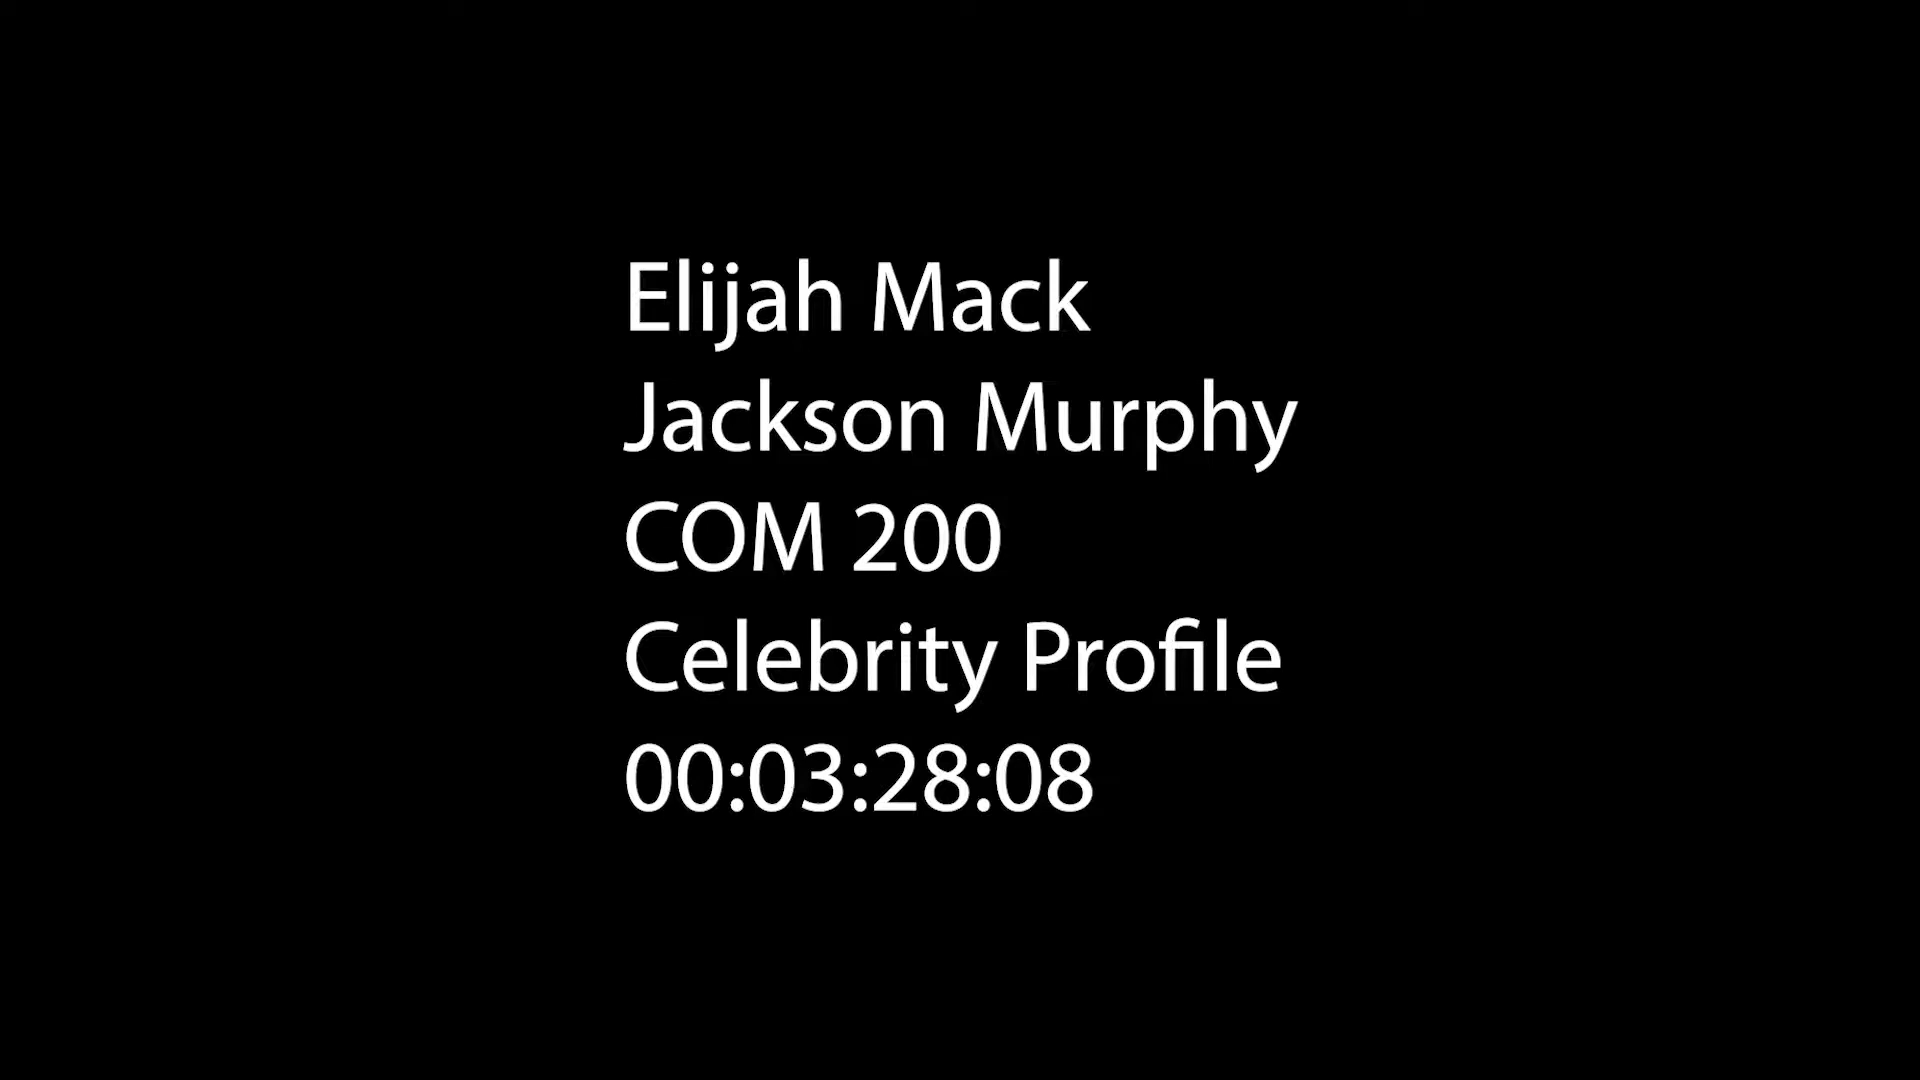 Elijah Mack
Jackson Murphy
COM 200
Celebrity Profile
00:03:28:08